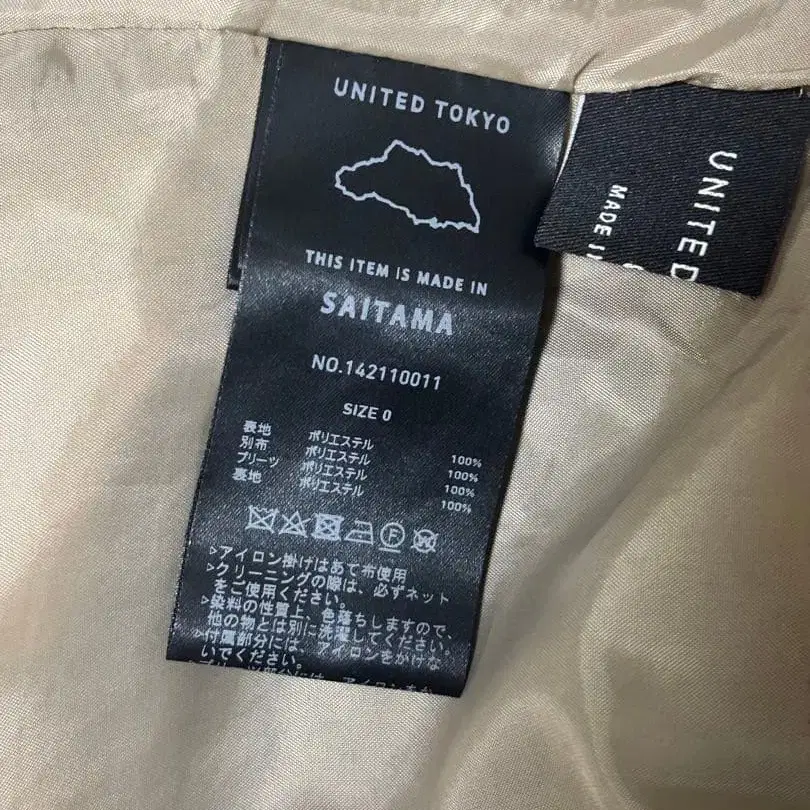 UNITED TOKYO
THIS ITEM IS MADE IN
SAITAMA
NO.142110011
SIZE 0
表地 ポリエステル 100%
別布 ポリエステル 100%
プリーツ ポリエステル 100%
裏地 ポリエステル 100%
▷アイロン掛けはあて布使用
▷クリーニングの際は、必ずネット
をご使用ください。
▷染料の性質上、色落ちしますので、
他の物とは別に洗濯してください。
▷付属部分には、アイロンをかけな
いでください。
UNITED
MADE I